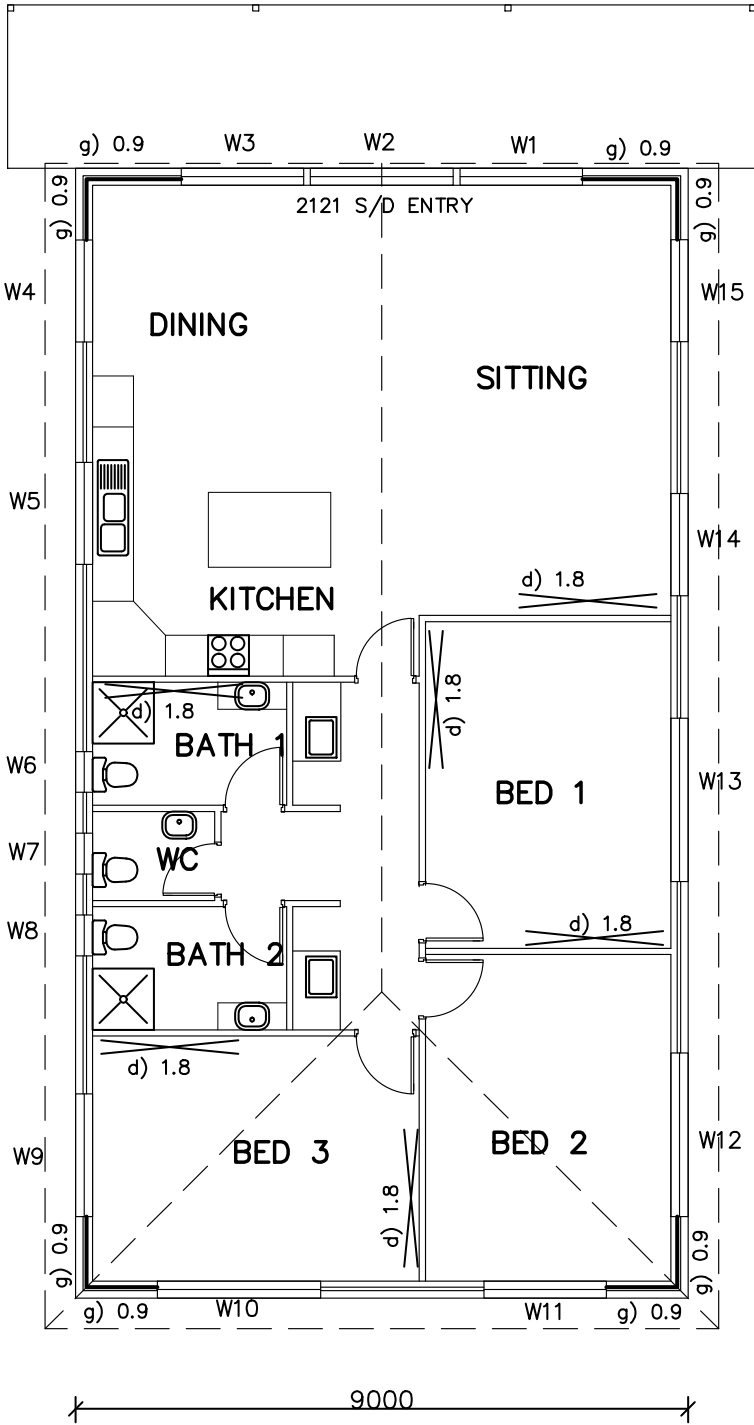 g) 0.9
W3
W2
W1
g) 0.9
g) 0.9
g) 0.9
2121 S/D ENTRY
W4
W15
DINING
SITTING
W5
W14
d) 1.8
KITCHEN
d) 1.8
d) 1.8
BATH 1
W6
BED 1
W13
W7
WC
W8
d) 1.8
BATH 2
d) 1.8
W9
BED 3
BED 2
W12
d) 1.8
g) 0.9
g) 0.9
g) 0.9
W10
W11
g) 0.9
9000